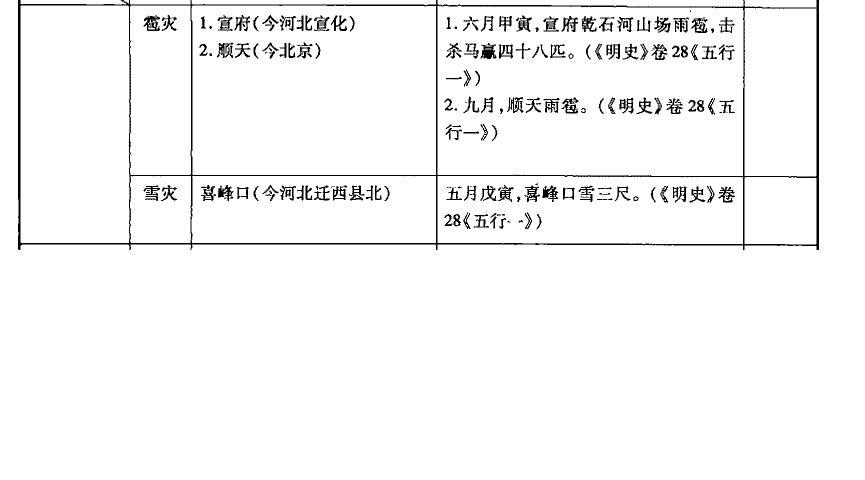 雹灾
1. 宣府(今河北宣化)
2. 顺天(今北京)
1. 六月甲寅,宣府乾石河山场雨雹,击
杀马赢四十八匹。(《明史》卷 28《五行
一》)
2. 九月,顺天雨雹。(《明史》卷 28《五
行一》)
雪灾
喜峰口(今河北迁西县北)
五月戊寅,喜峰口雪三尺。(《明史》卷
28《五行一》)